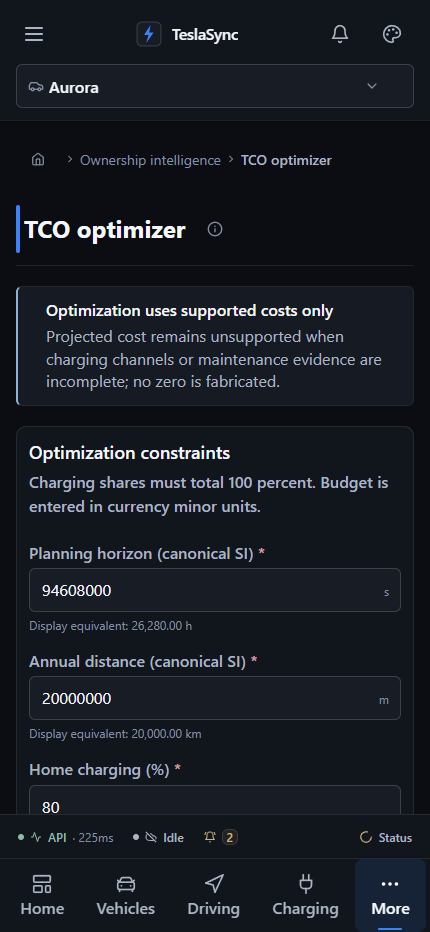 TeslaSync
Aurora
Ownership intelligence > TCO optimizer
TCO optimizer
Optimization uses supported costs only
Projected cost remains unsupported when
charging channels or maintenance evidence are
incomplete; no zero is fabricated.
Optimization constraints
Charging shares must total 100 percent. Budget is
entered in currency minor units.
Planning horizon (canonical SI) *
94608000 s
Display equivalent: 26,280.00 h
Annual distance (canonical SI) *
20000000 m
Display equivalent: 20,000.00 km
Home charging (%) *
80
API · 225ms Idle 2 Status
Home Vehicles Driving Charging More